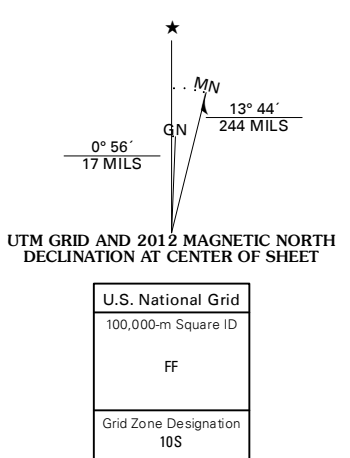 ★
MN
13° 44´
244 MILS
GN
0° 56´
17 MILS
UTM GRID AND 2012 MAGNETIC NORTH
DECLINATION AT CENTER OF SHEET
U.S. National Grid
100,000-m Square ID
FF
Grid Zone Designation
10S